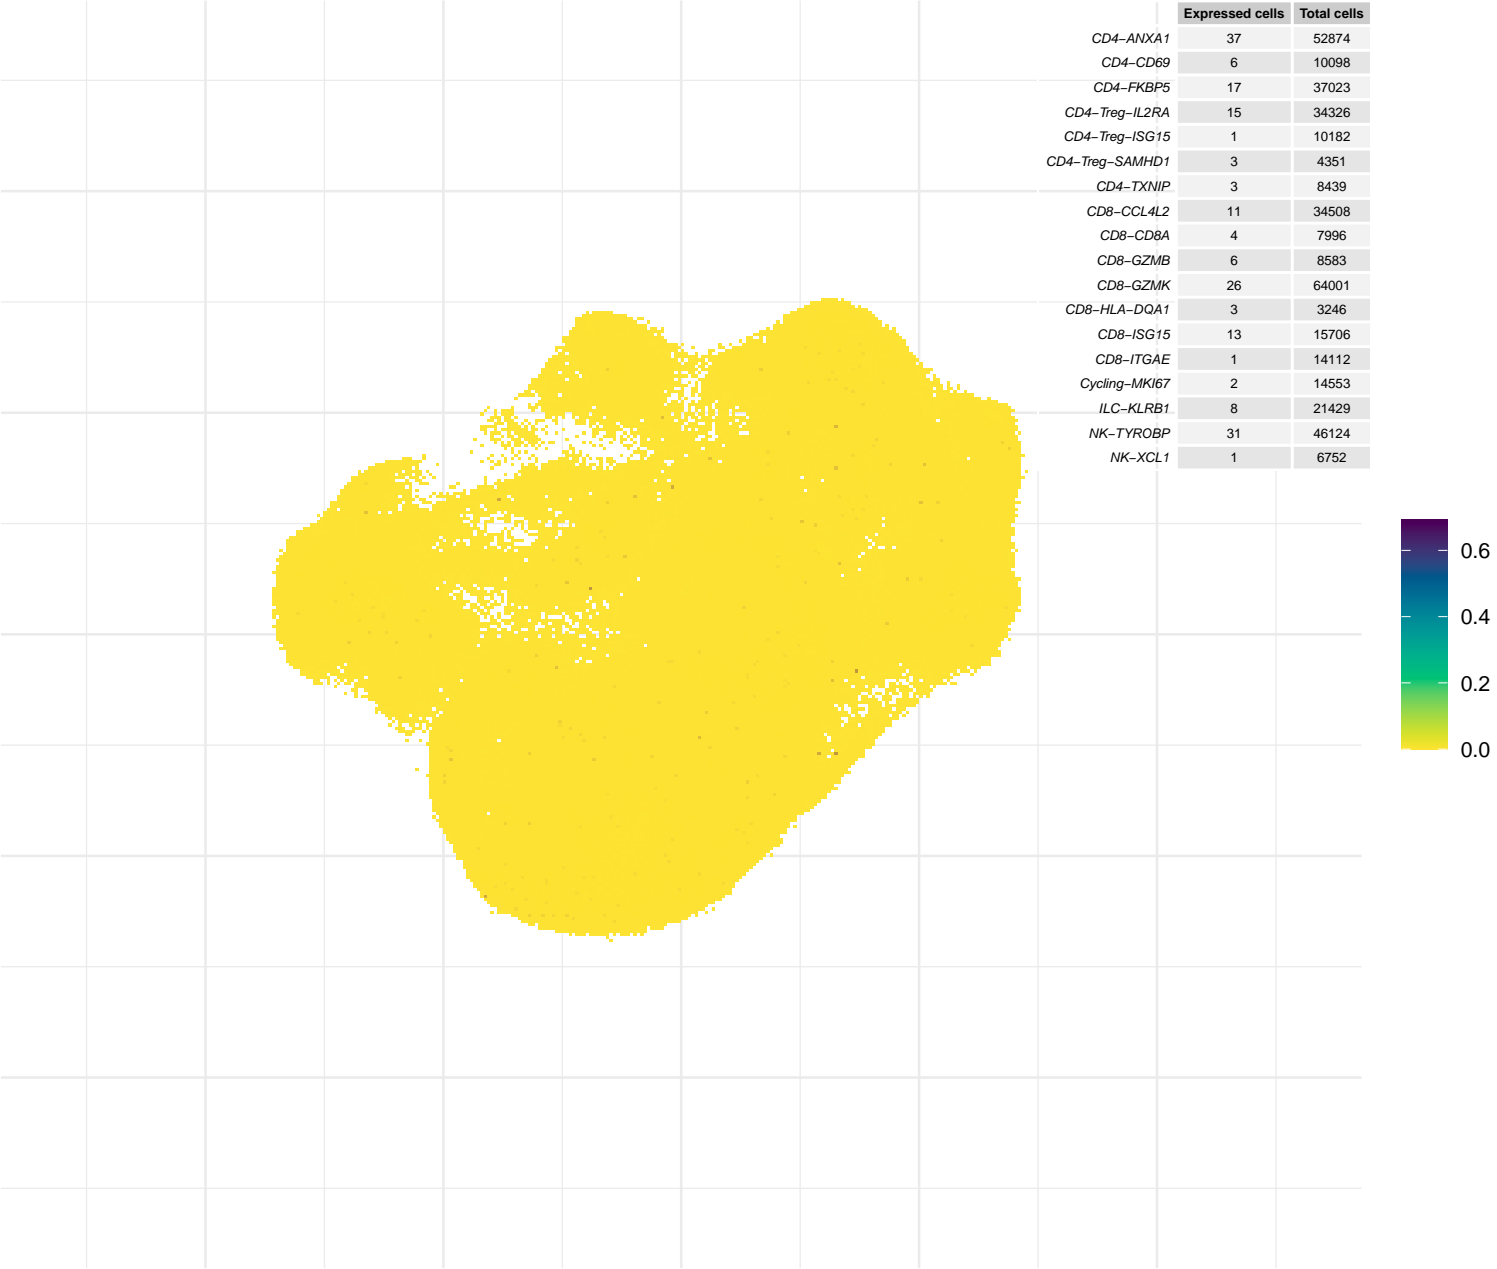 Expressed cells Total cells
CD4−ANXA1 37 52874
CD4−CD69 6 10098
CD4−FKBP5 17 37023
CD4−Treg−IL2RA 15 34326
CD4−Treg−ISG15 1 10182
CD4−Treg−SAMHD1 3 4351
CD4−TXNIP 3 8439
CD8−CCL4L2 11 34508
CD8−CD8A 4 7996
CD8−GZMB 6 8583
CD8−GZMK 26 64001
CD8−HLA−DQA1 3 3246
CD8−ISG15 13 15706
CD8−ITGAE 1 14112
Cycling−MKI67 2 14553
ILC−KLRB1 8 21429
NK−TYROBP 31 46124
NK−XCL1 1 6752
0.6
0.4
0.2
0.0